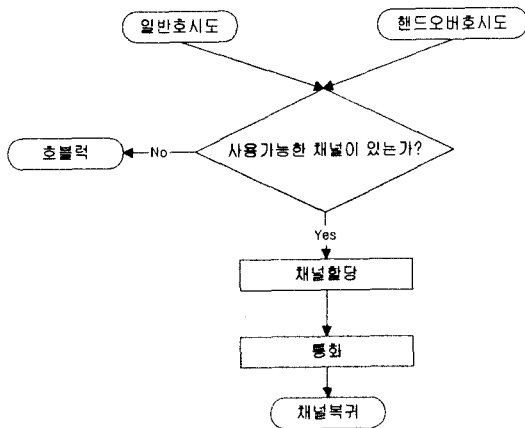 일반호시도
핸드오버호시도
사용가능한 채널이 있는가?
호블럭
No
Yes
채널할당
통화
채널복귀